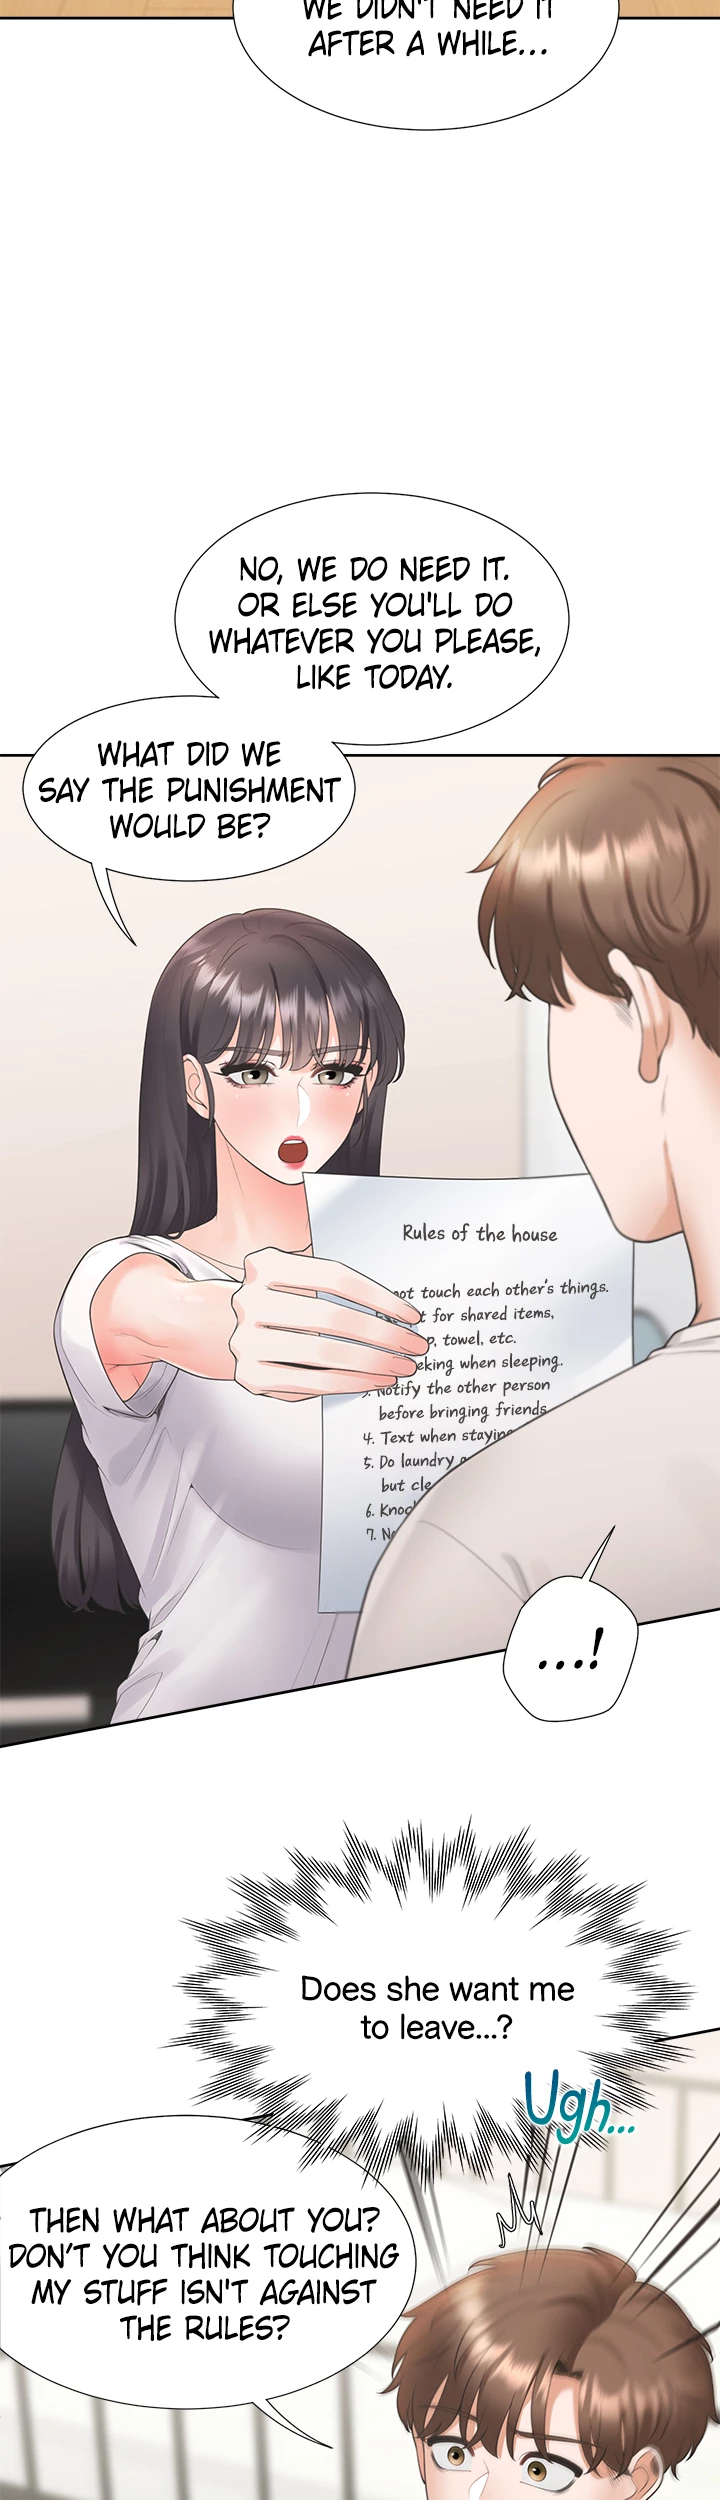 WE DIDN'T NEED IT
AFTER A WHILE...
NO, WE DO NEED IT.
OR ELSE YOU'LL DO
WHATEVER YOU PLEASE,
LIKE TODAY.
WHAT DID WE
SAY THE PUNISHMENT
WOULD BE?
Rules of the house
not touch each other's things.
for shared items,
towel, etc.
when sleeping.
3. Notify the other person
before bringing friends
4. Text when staying
5. Do laundry
but
6.
7.
...!
Does she want me
to leave...?
Ugh...
THEN WHAT ABOUT YOU?
DON'T YOU THINK TOUCHING
MY STUFF ISN'T AGAINST
THE RULES?